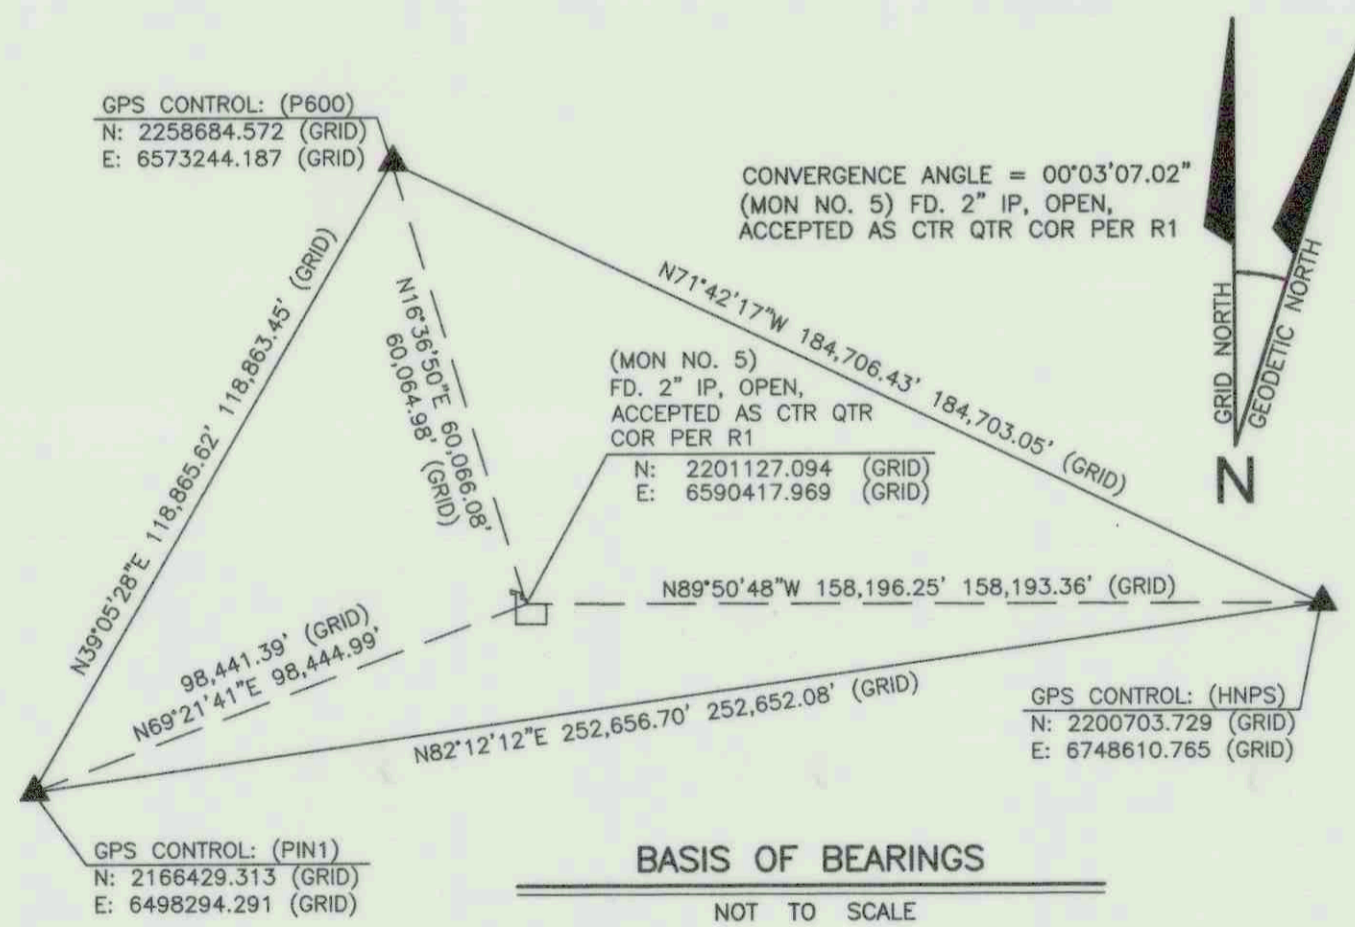 GPS CONTROL: (P600)
N: 2258684.572 (GRID)
E: 6573244.187 (GRID)
CONVERGENCE ANGLE = 00°03'07.02"
(MON NO. 5) FD. 2" IP, OPEN,
ACCEPTED AS CTR QTR COR PER R1
GRID NORTH
GEODETIC NORTH
N
N71°42'17"W 184,706.43' 184,703.05' (GRID)
N39°05'28"E 118,865.62' 118,863.45' (GRID)
N16°36'50"E 60,066.08'
60,064.98' (GRID)
(MON NO. 5)
FD. 2" IP, OPEN,
ACCEPTED AS CTR QTR
COR PER R1
N: 2201127.094 (GRID)
E: 6590417.969 (GRID)
N89°50'48"W 158,196.25' 158,193.36' (GRID)
98,441.39' (GRID)
N69°21'41"E 98,444.99'
N82°12'12"E 252,656.70' 252,652.08' (GRID)
GPS CONTROL: (HNPS)
N: 2200703.729 (GRID)
E: 6748610.765 (GRID)
GPS CONTROL: (PIN1)
N: 2166429.313 (GRID)
E: 6498294.291 (GRID)
BASIS OF BEARINGS
NOT TO SCALE